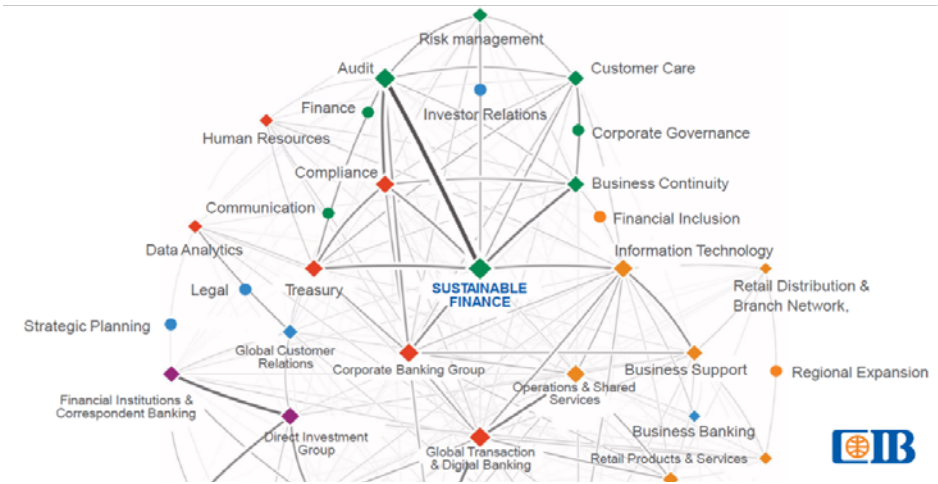 Risk management
Audit
Customer Care
Finance
Investor Relations
Human Resources
Corporate Governance
Compliance
Business Continuity
Communication
Financial Inclusion
Data Analytics
Information Technology
Legal
Treasury
SUSTAINABLE
FINANCE
Retail Distribution &
Branch Network,
Strategic Planning
Global Customer
Relations
Corporate Banking Group
Business Support
Regional Expansion
Operations & Shared
Services
Financial Institutions &
Correspondent Banking
Direct Investment
Group
Business Banking
Global Transaction
& Digital Banking
Retail Products & Services
CIB